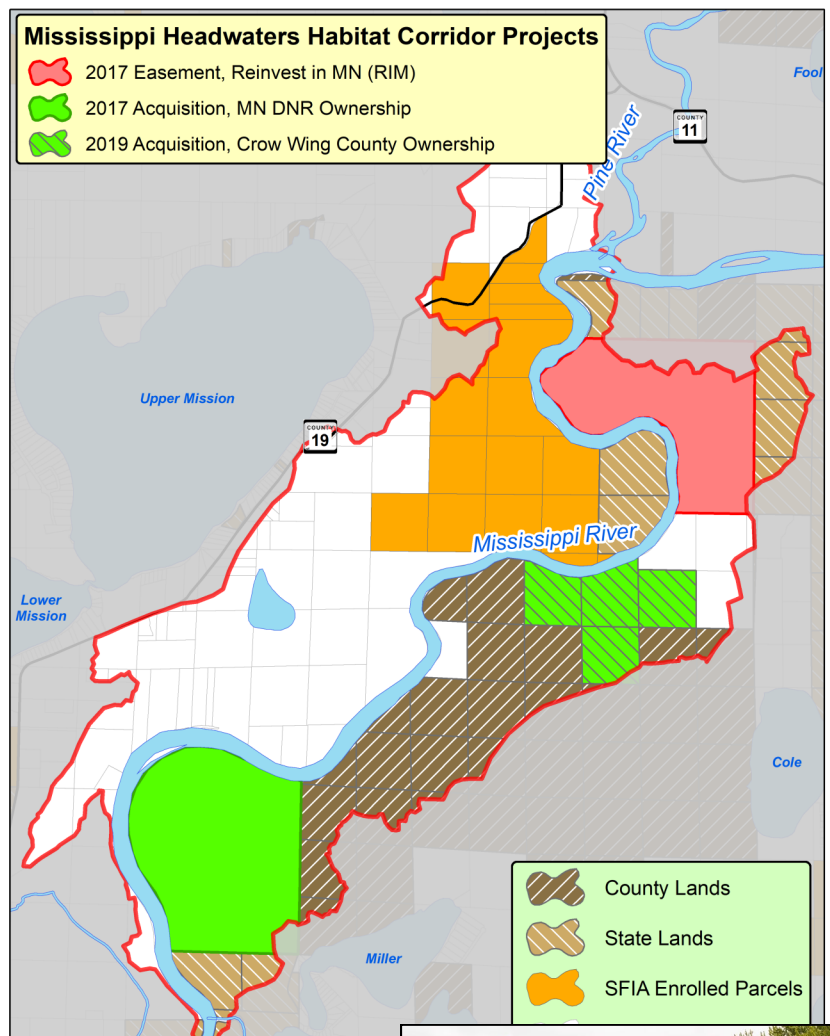 Mississippi Headwaters Habitat Corridor Projects
2017 Easement, Reinvest in MN (RIM)
2017 Acquisition, MN DNR Ownership
2019 Acquisition, Crow Wing County Ownership
Fool
COUNTY
11
Pine River
Upper Mission
COUNTY
19
Mississippi River
Lower
Mission
Cole
County Lands
State Lands
Miller
SFIA Enrolled Parcels